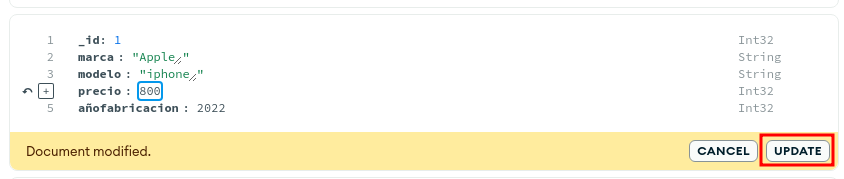 1 _id: 1 Int32
2 marca : "Apple" String
3 modelo : "iphone" String
+ precio : 800 Int32
5 añofabricacion : 2022 Int32
Document modified. CANCEL UPDATE